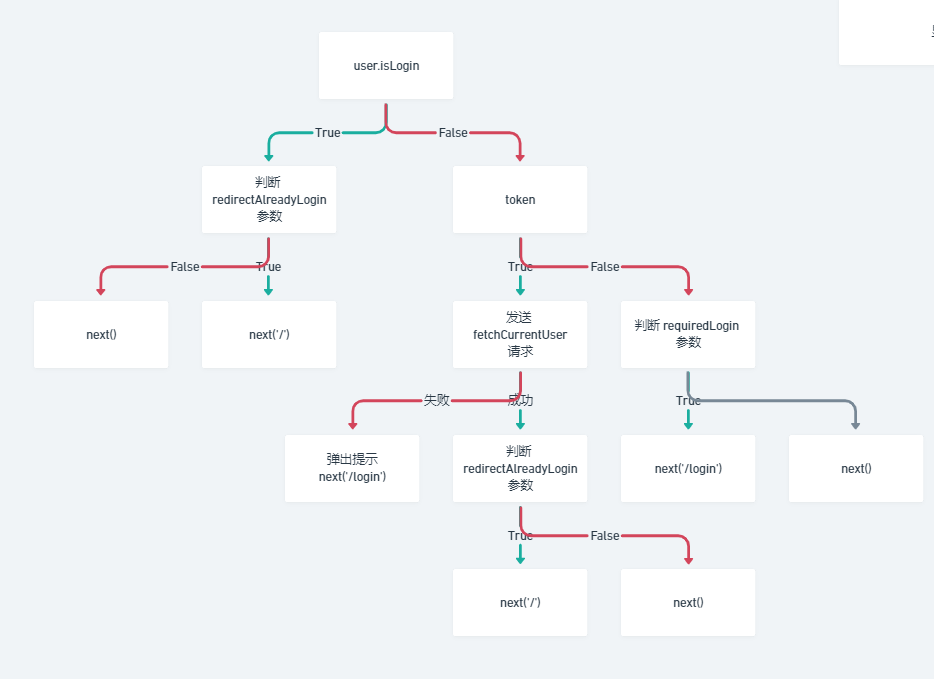 user.isLogin
True
False
判断
redirectAlreadyLogin
参数
token
False
True
True
False
next()
next('/')
发送
fetchCurrentUser
请求
判断 requiredLogin
参数
失败
成功
True
弹出提示
next('/login')
判断
redirectAlreadyLogin
参数
next('/login')
next()
True
False
next('/')
next()